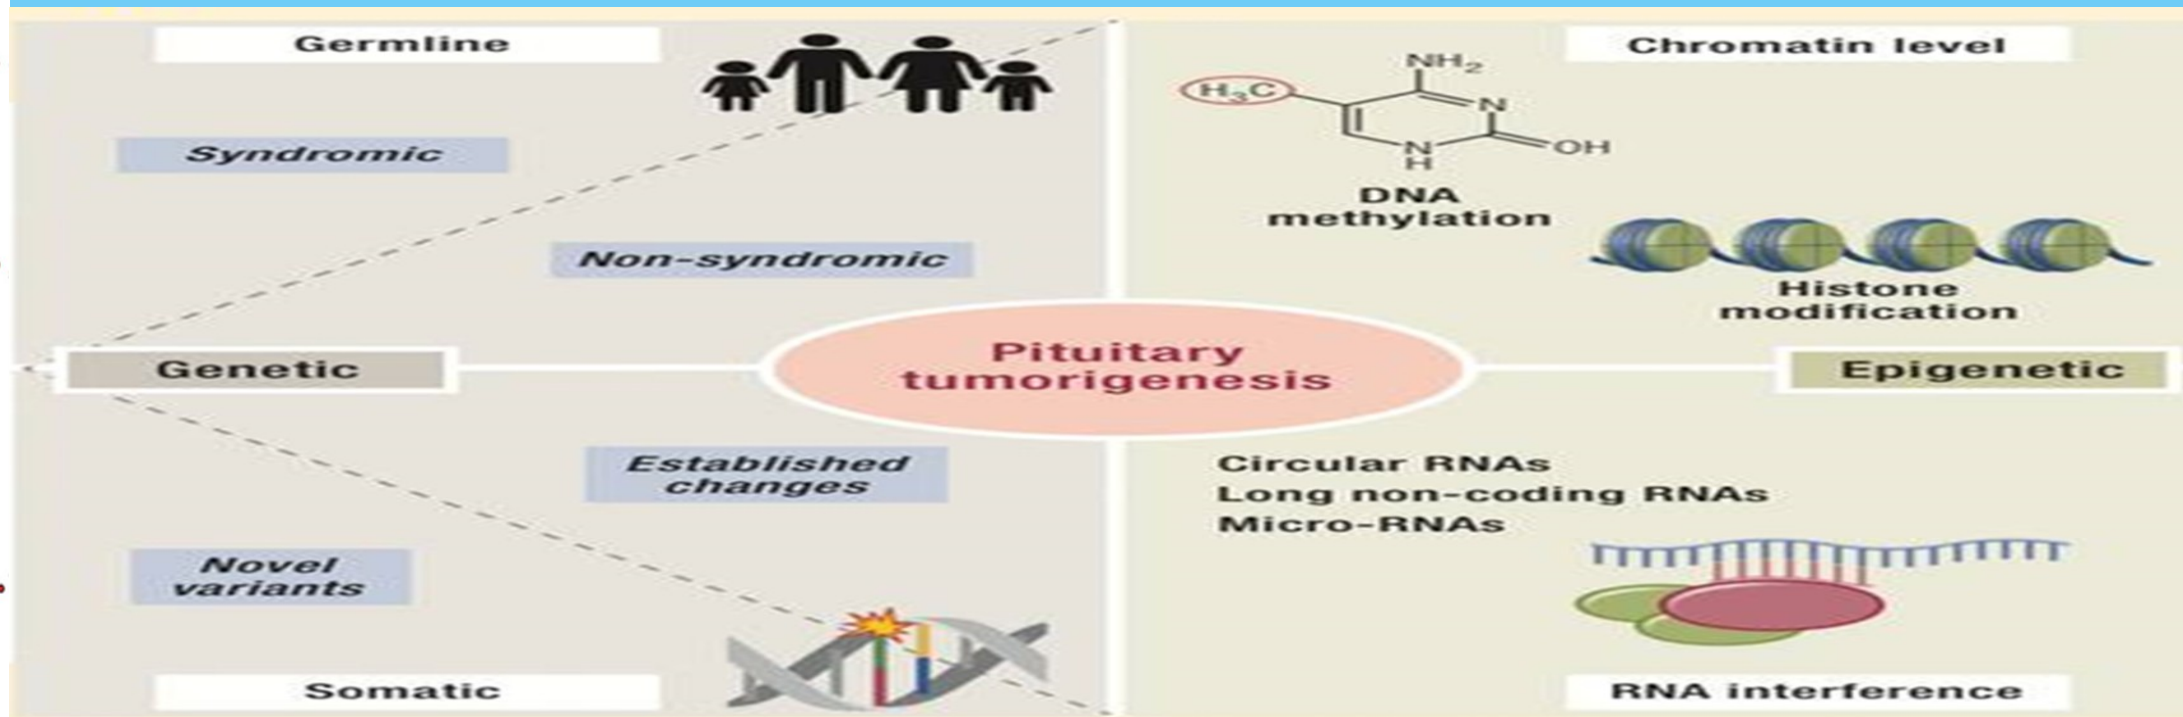 Germline
Syndromic
Non-syndromic
Genetic
Established
changes
Novel
variants
Somatic
Pituitary
tumorigenesis
Chromatin level
NH₂
H₃C
N
N
H
OH
DNA
methylation
Histone
modification
Epigenetic
Circular RNAs
Long non-coding RNAs
Micro-RNAs
RNA interference